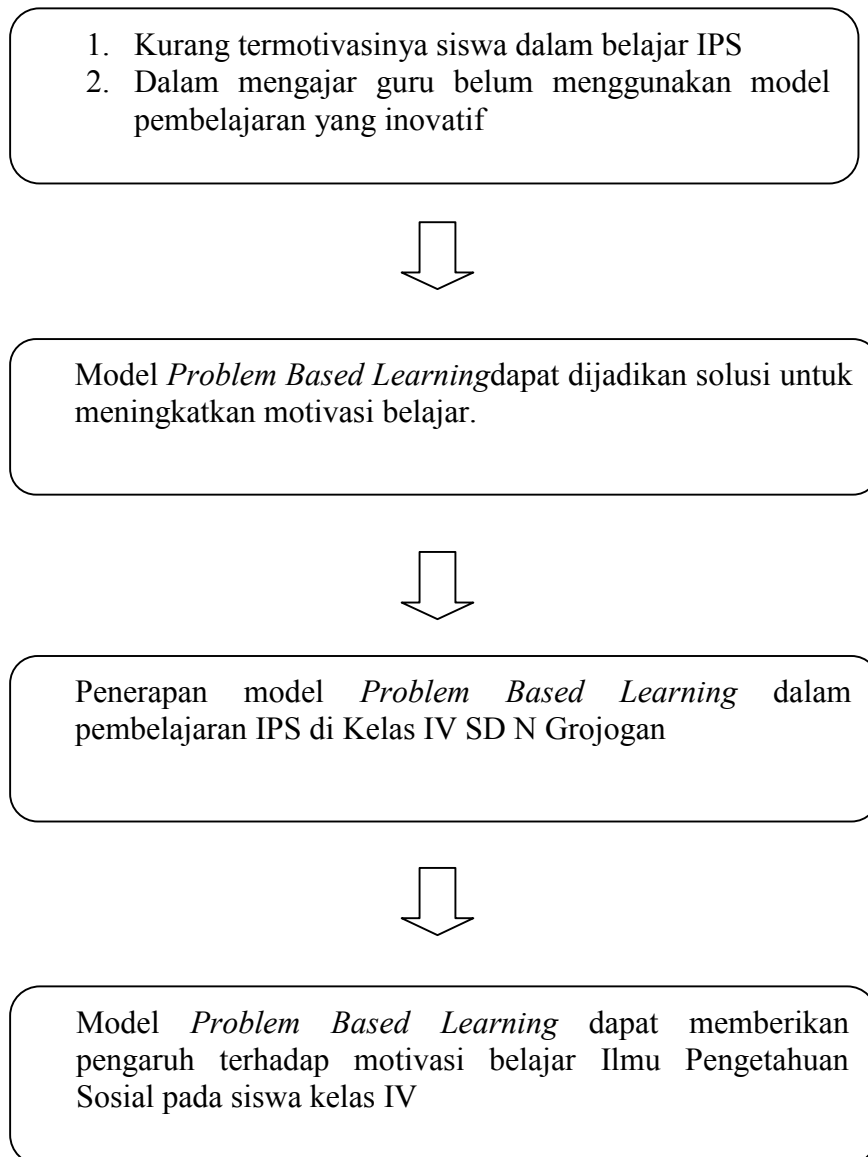 1. Kurang termotivasinya siswa dalam belajar IPS
2. Dalam mengajar guru belum menggunakan model
pembelajaran yang inovatif
Model Problem Based Learningdapat dijadikan solusi untuk
meningkatkan motivasi belajar.
Penerapan model Problem Based Learning dalam
pembelajaran IPS di Kelas IV SD N Grojogan
Model Problem Based Learning dapat memberikan
pengaruh terhadap motivasi belajar Ilmu Pengetahuan
Sosial pada siswa kelas IV